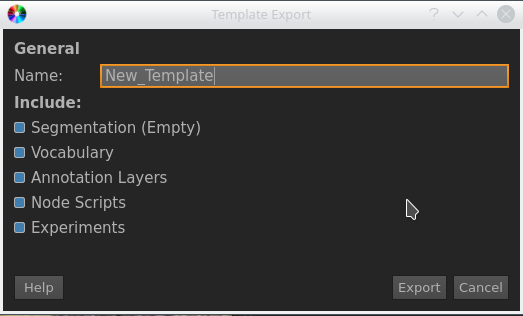 Template Export
General
Name: New_Template
Include:
Segmentation (Empty)
Vocabulary
Annotation Layers
Node Scripts
Experiments
Help Export Cancel